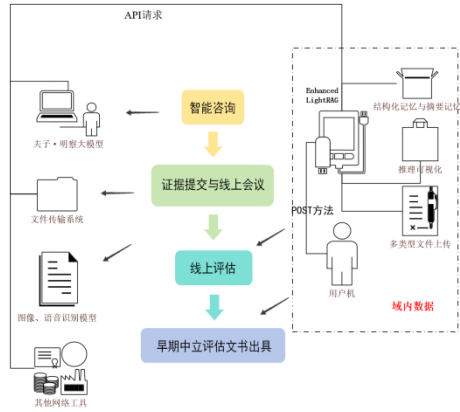 API请求
Enhanced
LightRAG
智能咨询
结构化记忆与摘要记忆
夫子·明察大模型
推理可视化
证据提交与线上会议
文件传输系统
POST方法
多类型文件上传
线上评估
用户机
域内数据
图像、语音识别模型
早期中立评估文书出具
其他网络工具